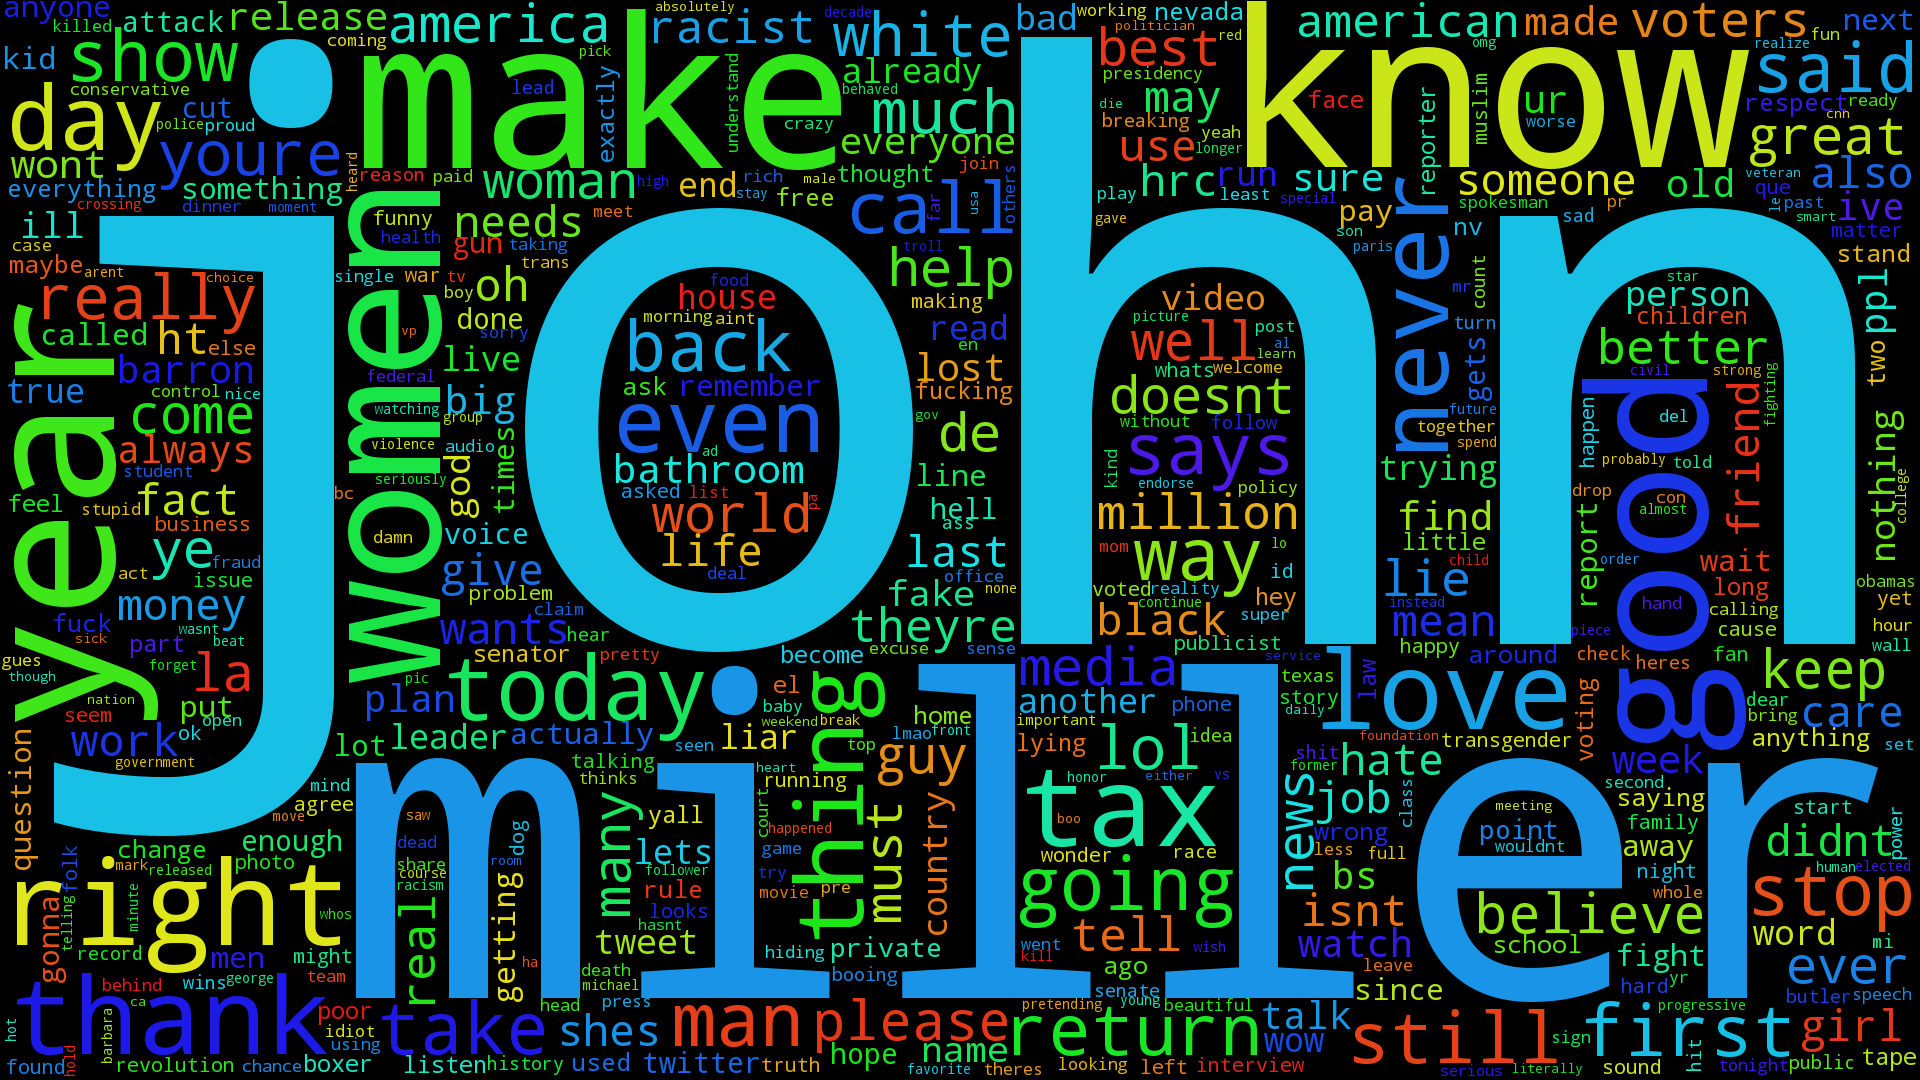 john
miller
make
know
women
year
good
right
thank
today
tax
love
thing
never
day
show
youre
wont
kid
anyone
killed
attack
release
conservative
cut
police
proud
everything
something
crossing
dinner
moment
heard
ill
case
maybe
arent
choice
really
called
ht
else
true
barron
control
nice
come
always
student
feel
stupid
fact
business
ye
act
issue
fraud
money
fuck
wasnt
sick
part
beat
gues
though
forget
la
nation
seem
put
open
ok
work
government
america
coming
absolutely
pick
racist
white
lead
exactly
understand
crazy
behaved
already
much
everyone
reason
paid
woman
high
end
rich
stay
male
free
thought
join
funny
needs
meet
call
far
usa
others
health
gun
taking
troll
help
single
war
tv
trans
boy
oh
done
vp
sorry
live
federal
making
read
en
lost
fucking
watching
big
group
violence
audio
gov
de
seriously
god
times
line
bc
damn
voice
hell
ass
give
last
problem
claim
office
none
fake
wants
hear
theyre
senator
pretty
excuse
sense
become
food
house
morning
aint
back
ask
remember
even
ad
bathroom
asked
list
pa
world
life
deal
bad
working
nevada
politician
red
best
presidency
die
may
breaking
yeah
longer
use
hrc
run
play
least
special
gave
sure
face
american
omg
made
voters
fun
next
realize
said
ur
worse
muslim
reporter
respect
ready
cnn
great
someone
old
veteran
que
also
spokesman
pr
sad
le
past
smart
ive
pay
son
paris
nv
matter
stand
mr
count
turn
gets
future
together
spend
trying
find
little
lie
child
instead
mean
happy
around
video
picture
well
post
al
learn
whats
welcome
doesnt
without
follow
says
kind
endorse
policy
million
mom
way
lo
id
voted
reality
hey
continue
super
black
publicist
star
person
children
better
civil
strong
fighting
happen
del
friend
probably
told
drop
con
almost
report
order
wait
long
hand
calling
piece
cause
check
heres
fan
two
ppl
nothing
college
obamas
yet
hour
wall
keep
dear
bring
care
anything
set
week
voting
media
service
another
phone
important
lying
lol
idea
texas
story
daily
law
foundation
transgender
shit
former
hate
job
class
wrong
less
full
news
honor
either
vs
boo
wonder
race
going
bs
isnt
tell
watch
went
kill
wish
ago
leave
since
plan
pic
el
baby
weekend
break
lot
leader
actually
seen
liar
lmao
front
home
top
guy
talking
thinks
heart
running
mind
agree
move
saw
question
change
enough
photo
folk
mark
released
telling
minute
whos
gonna
record
men
might
team
behind
wins
george
ca
dead
share
course
racism
real
getting
dog
room
ha
many
yall
lets
follower
rule
looks
hasnt
tweet
court
happened
game
try
movie
pre
must
country
hiding
private
booing
death
michael
meeting
point
wouldnt
second
saying
family
away
night
whole
believe
school
fight
yr
hard
start
didnt
power
human
elected
stop
word
mi
ever
butler
speech
progressive
hot
found
hold
barbara
revolution
chance
poor
idiot
using
boxer
take
listen
history
head
shes
press
used
twitter
man
truth
please
hope
name
favorite
theres
pretending
young
senate
beautiful
return
looking
left
interview
talk
wow
still
serious
literally
sign
first
sound
hit
tonight
public
girl
tape